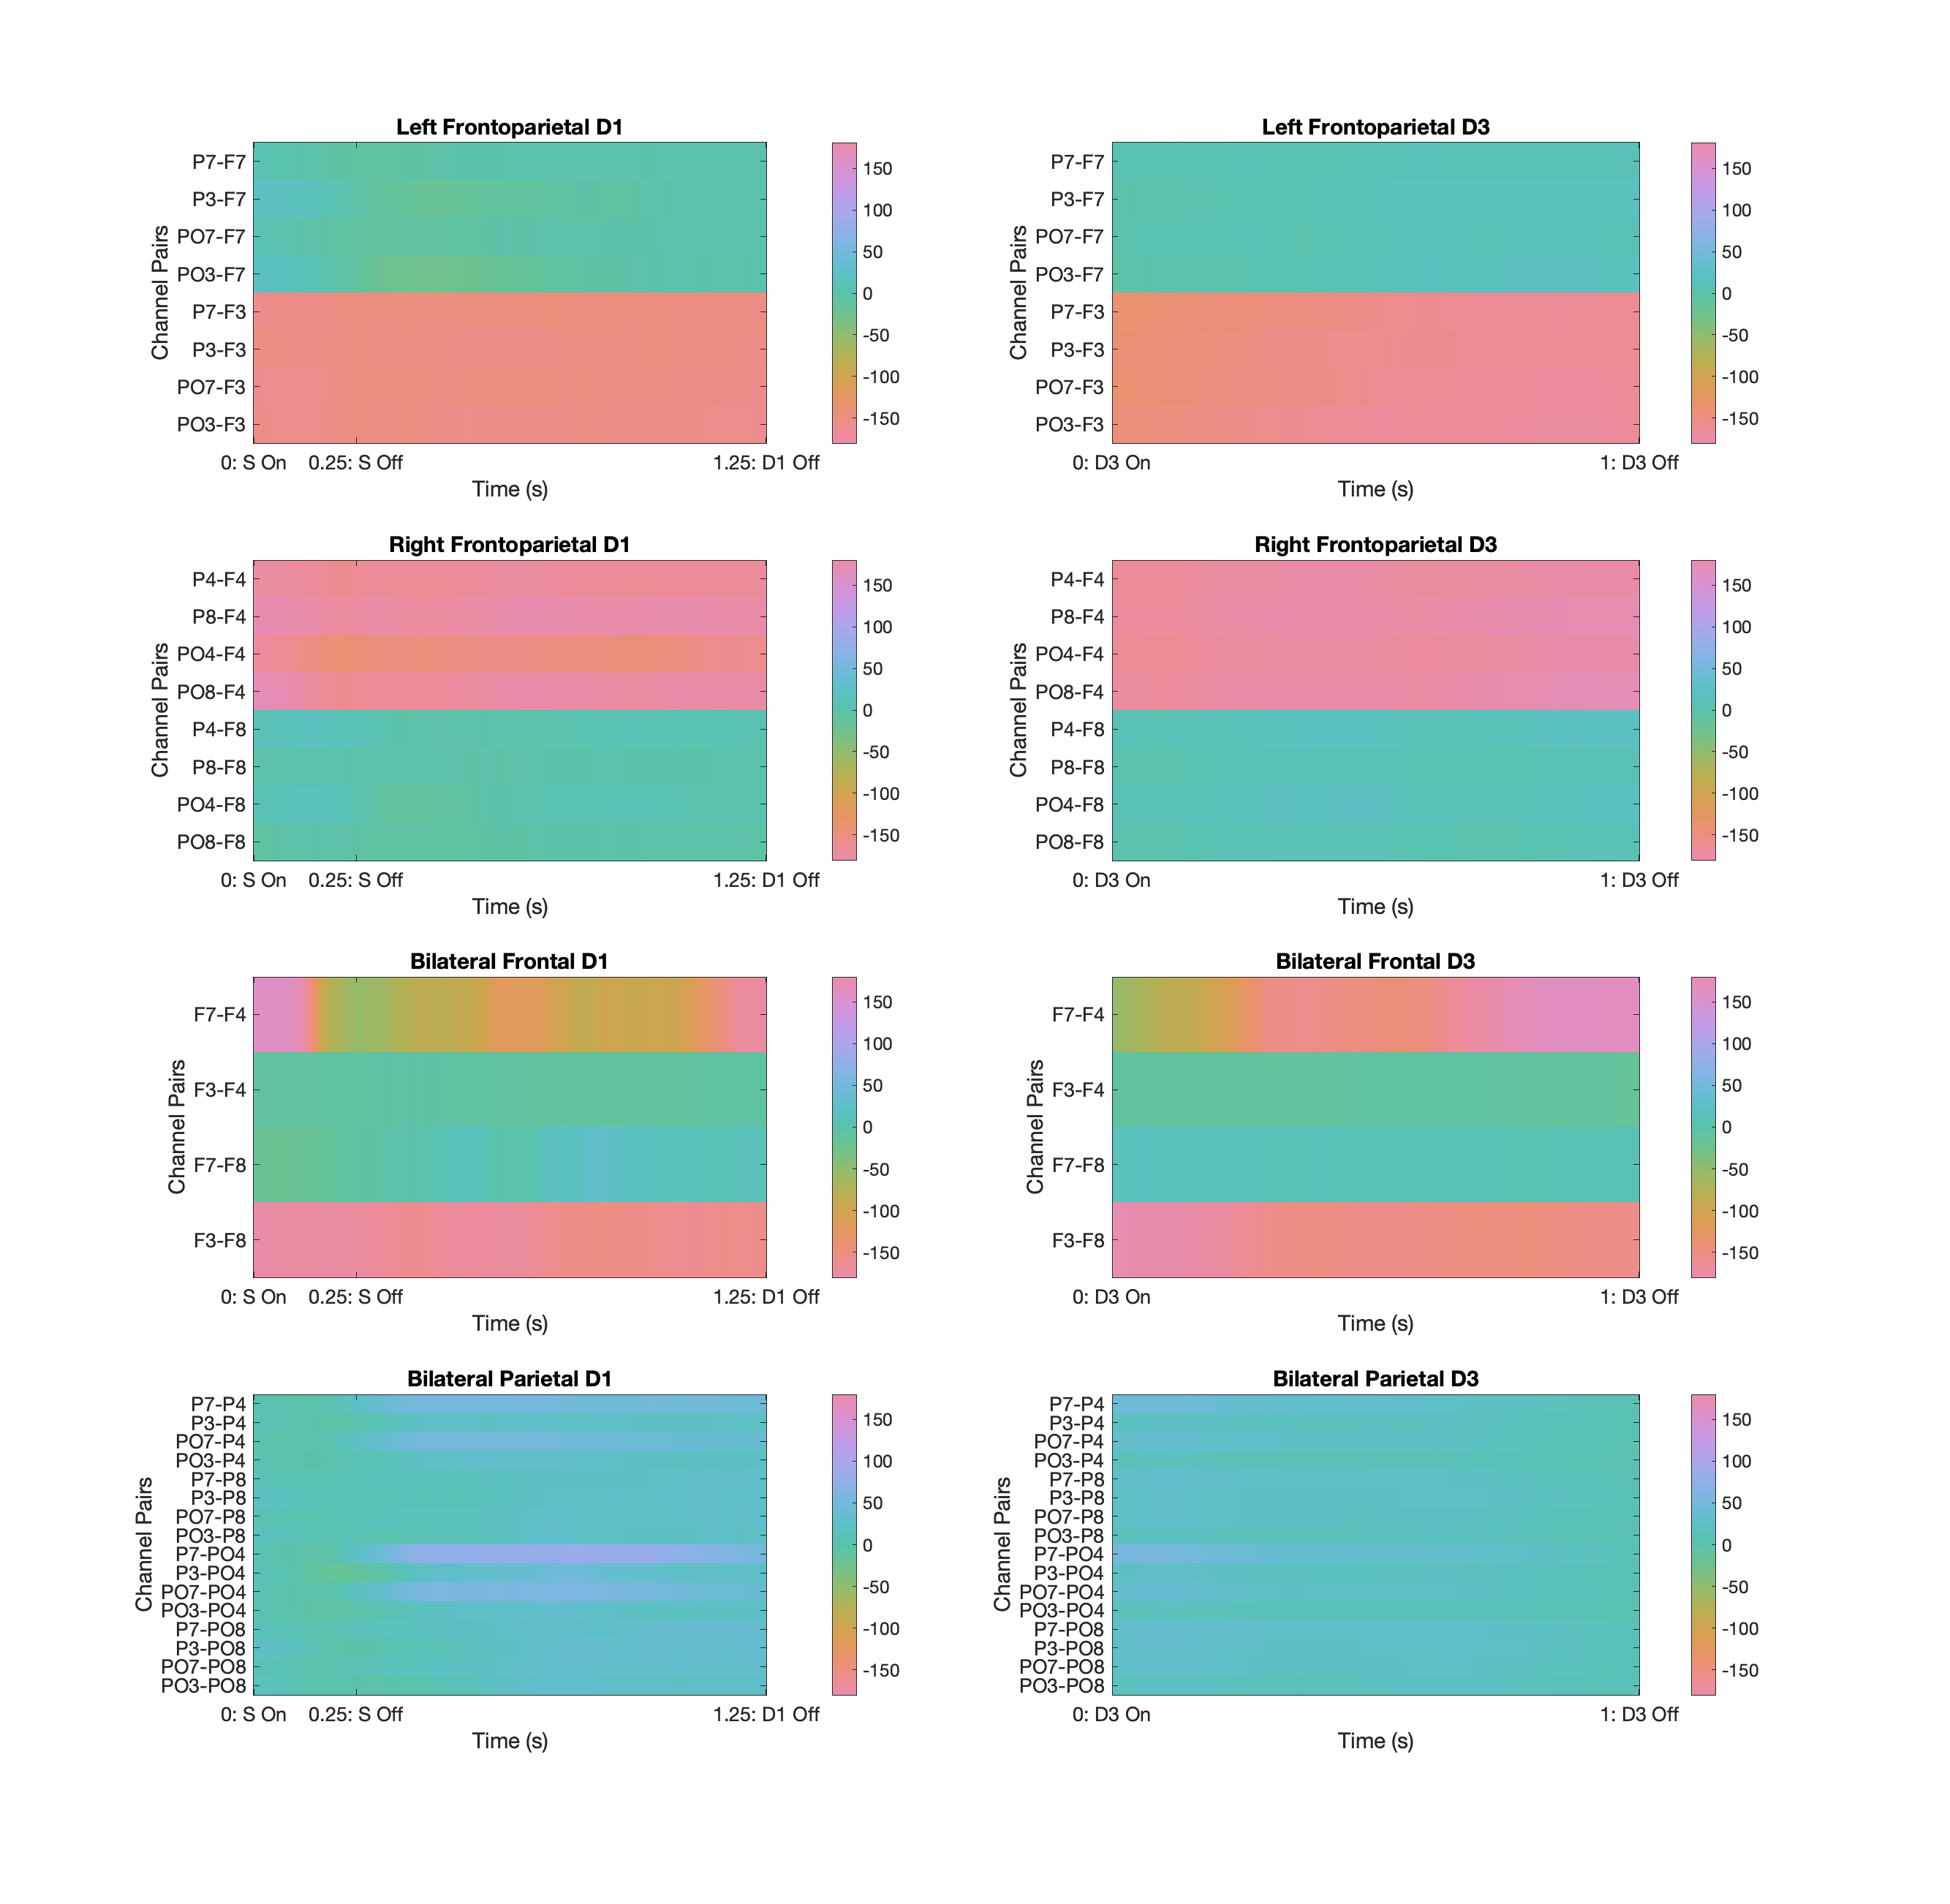 Left Frontoparietal D1
Channel Pairs
P7-F7
P3-F7
PO7-F7
PO3-F7
P7-F3
P3-F3
PO7-F3
PO3-F3
0: S On 0.25: S Off 1.25: D1 Off
Time (s)
150
100
50
0
-50
-100
-150
Left Frontoparietal D3
Channel Pairs
P7-F7
P3-F7
PO7-F7
PO3-F7
P7-F3
P3-F3
PO7-F3
PO3-F3
0: D3 On 1: D3 Off
Time (s)
150
100
50
0
-50
-100
-150
Right Frontoparietal D1
Channel Pairs
P4-F4
P8-F4
PO4-F4
PO8-F4
P4-F8
P8-F8
PO4-F8
PO8-F8
0: S On 0.25: S Off 1.25: D1 Off
Time (s)
150
100
50
0
-50
-100
-150
Right Frontoparietal D3
Channel Pairs
P4-F4
P8-F4
PO4-F4
PO8-F4
P4-F8
P8-F8
PO4-F8
PO8-F8
0: D3 On 1: D3 Off
Time (s)
150
100
50
0
-50
-100
-150
Bilateral Frontal D1
Channel Pairs
F7-F4
F3-F4
F7-F8
F3-F8
0: S On 0.25: S Off 1.25: D1 Off
Time (s)
150
100
50
0
-50
-100
-150
Bilateral Frontal D3
Channel Pairs
F7-F4
F3-F4
F7-F8
F3-F8
0: D3 On 1: D3 Off
Time (s)
150
100
50
0
-50
-100
-150
Bilateral Parietal D1
Channel Pairs
P7-P4
P3-P4
PO7-P4
PO3-P4
P7-P8
P3-P8
PO7-P8
PO3-P8
P7-PO4
P3-PO4
PO7-PO4
PO3-PO4
P7-PO8
P3-PO8
PO7-PO8
PO3-PO8
0: S On 0.25: S Off 1.25: D1 Off
Time (s)
150
100
50
0
-50
-100
-150
Bilateral Parietal D3
Channel Pairs
P7-P4
P3-P4
PO7-P4
PO3-P4
P7-P8
P3-P8
PO7-P8
PO3-P8
P7-PO4
P3-PO4
PO7-PO4
PO3-PO4
P7-PO8
P3-PO8
PO7-PO8
PO3-PO8
0: D3 On 1: D3 Off
Time (s)
150
100
50
0
-50
-100
-150